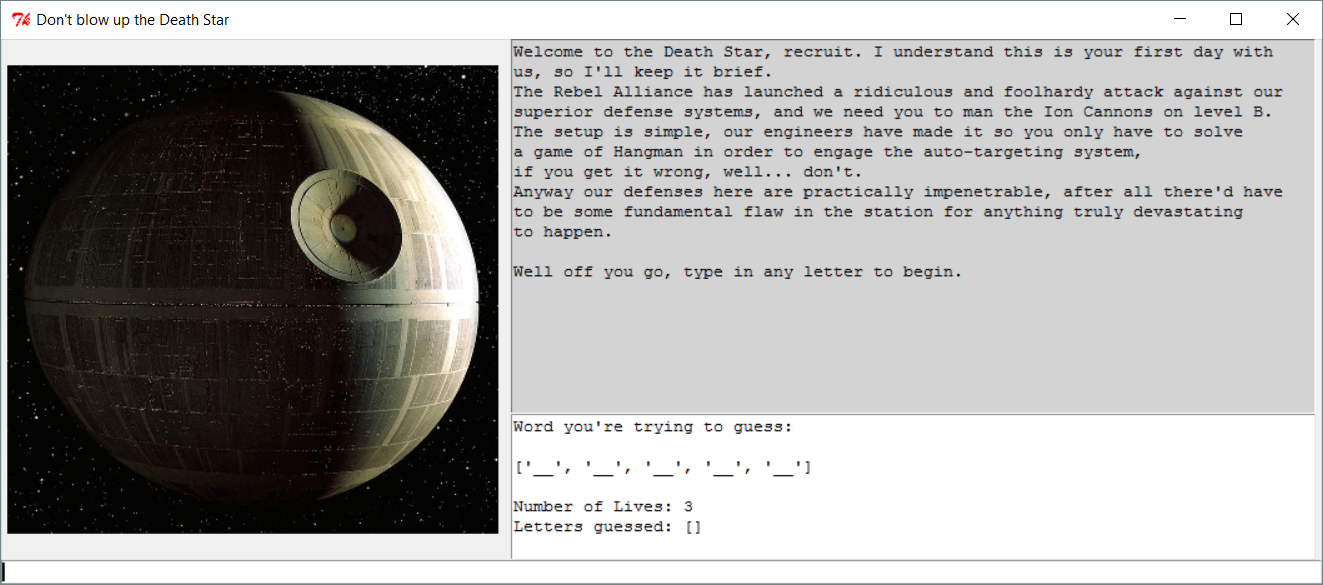 Don't blow up the Death Star
Welcome to the Death Star, recruit. I understand this is your first day with
us, so I'll keep it brief.
The Rebel Alliance has launched a ridiculous and foolhardy attack against our
superior defense systems, and we need you to man the Ion Cannons on level B.
The setup is simple, our engineers have made it so you only have to solve
a game of Hangman in order to engage the auto-targeting system,
if you get it wrong, well... don't.
Anyway our defenses here are practically impenetrable, after all there'd have
to be some fundamental flaw in the station for anything truly devastating
to happen.
Well off you go, type in any letter to begin.
Word you're trying to guess:
['__', '__', '__', '__', '__']
Number of Lives: 3
Letters guessed: []